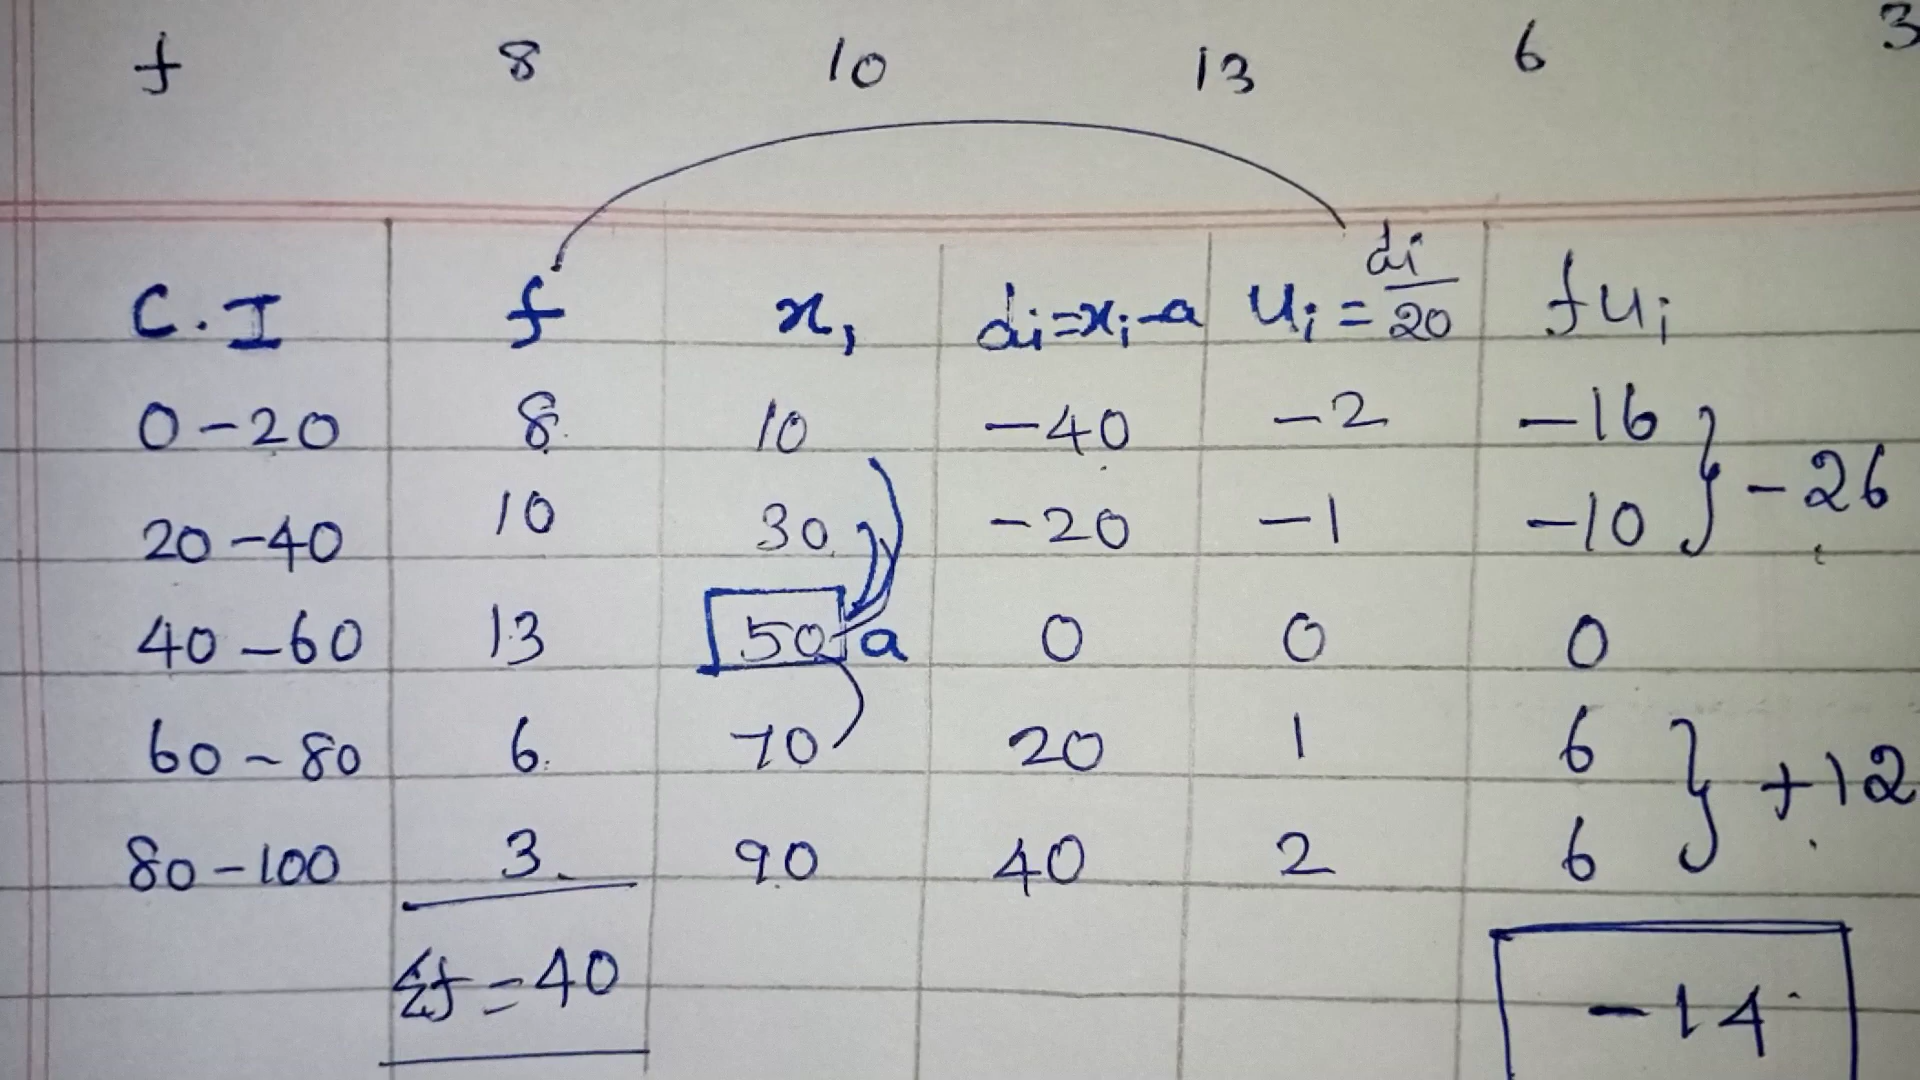 f 8 10 13 6 3
C.I f x₁ di=xi-a ui=di/20 fui
0-20 8 10 -40 -2 -16
20-40 10 30 -20 -1 -10 } -26
40-60 13 50 a 0 0 0
60-80 6 70 20 1 6
80-100 3 90 40 2 6 } +12
Σf=40 -14